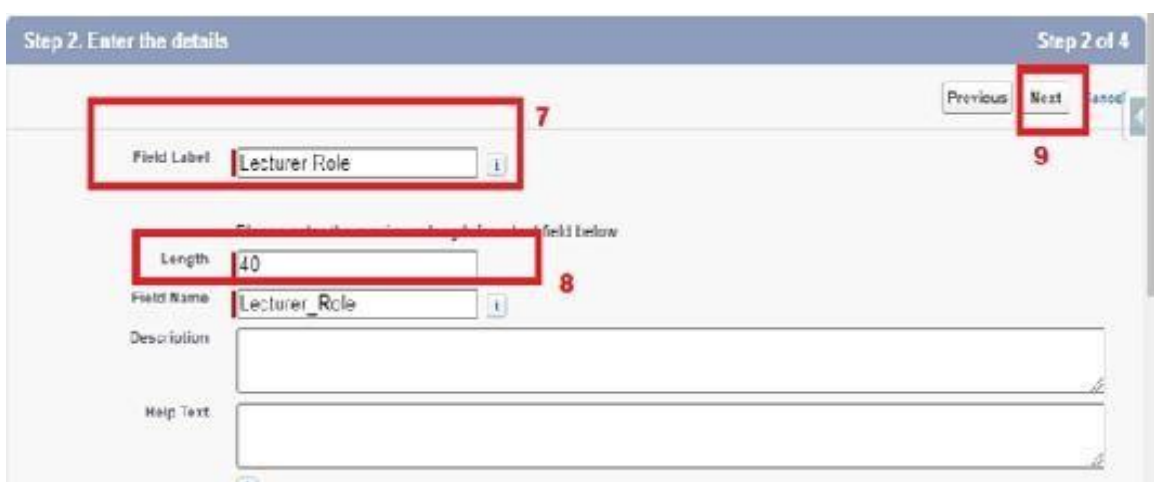 Step 2. Enter the details Step 2 of 4
Previous Next Cancel
7
Field Label Lecturer Role i
9
field below
Length 40
8
Field Name Lecturer_Role i
Description
Help Text